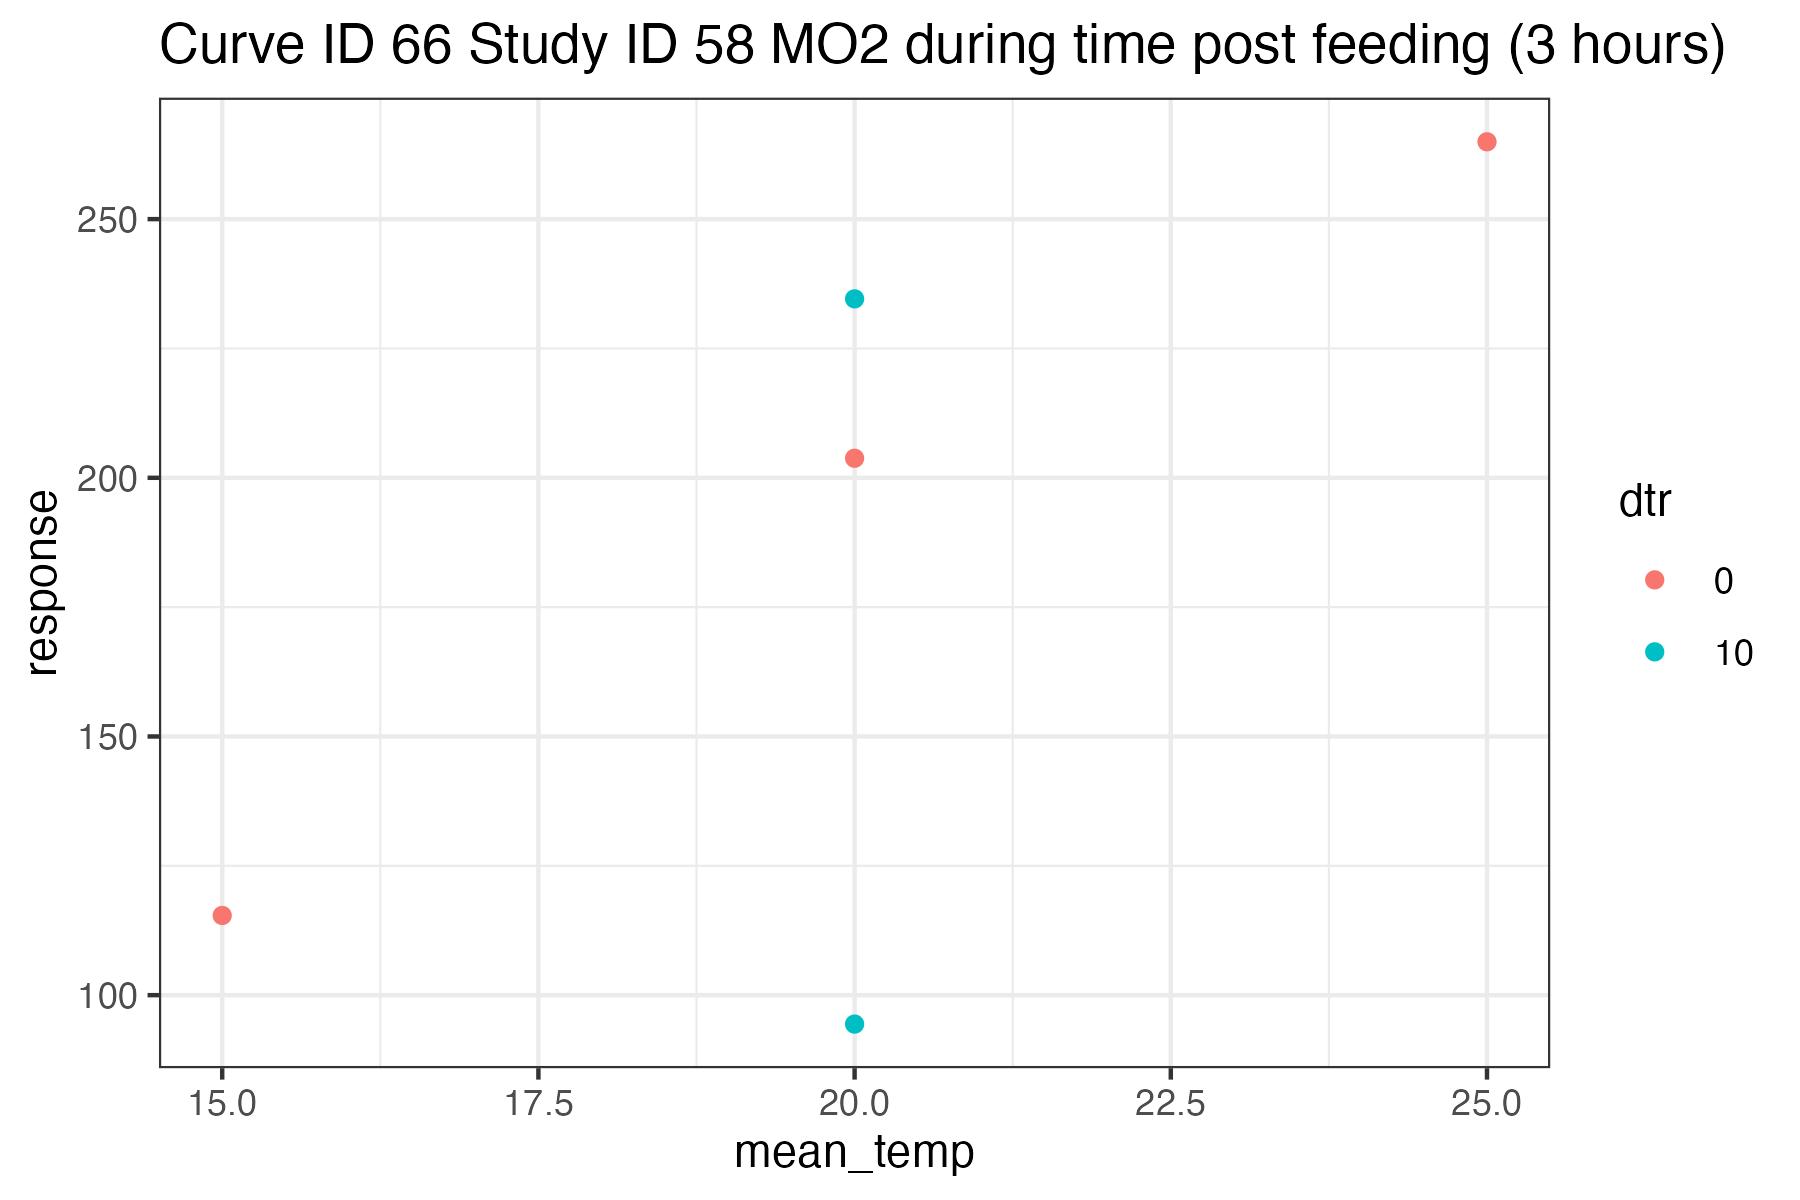 Curve ID 66 Study ID 58 MO2 during time post feeding (3 hours)
250
200
150
100
response
15.0 17.5 20.0 22.5 25.0
mean_temp
dtr
0
10